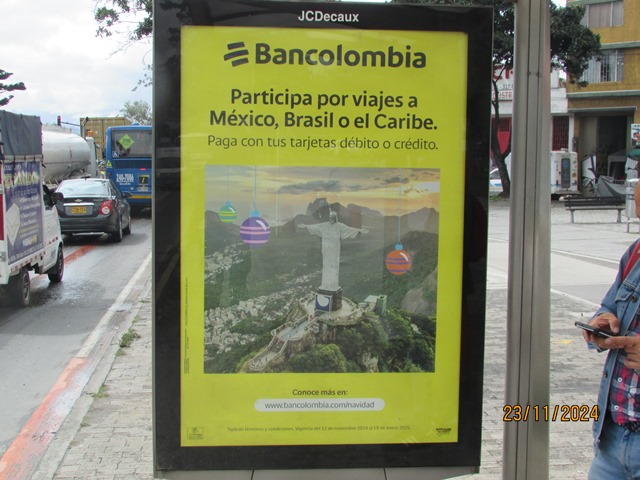 JCDecaux
Bancolombia
Participa por viajes a
México, Brasil o el Caribe.
Paga con tus tarjetas débito o crédito.
Conoce más en:
www.bancolombia.com/navidad
23/11/2024